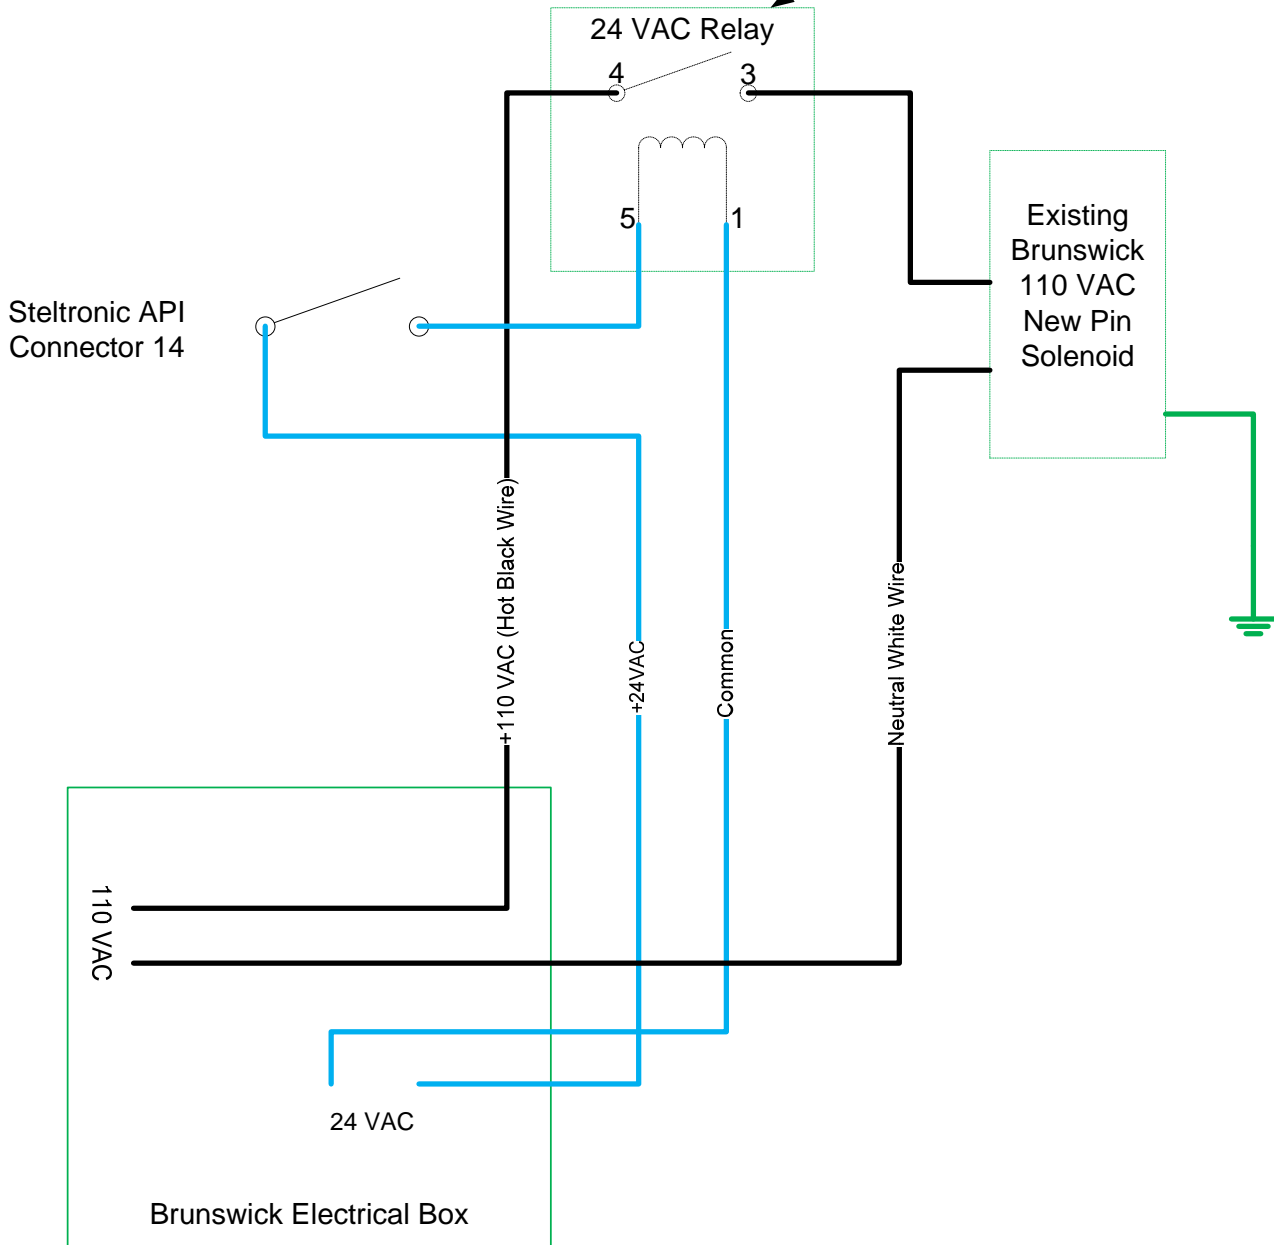 24 VAC Relay
4
3
5
1
Existing
Brunswick
110 VAC
New Pin
Solenoid
Steltronic API
Connector 14
+110 VAC (Hot Black Wire)
+24VAC
Common
Neutral White Wire
110 VAC
24 VAC
Brunswick Electrical Box